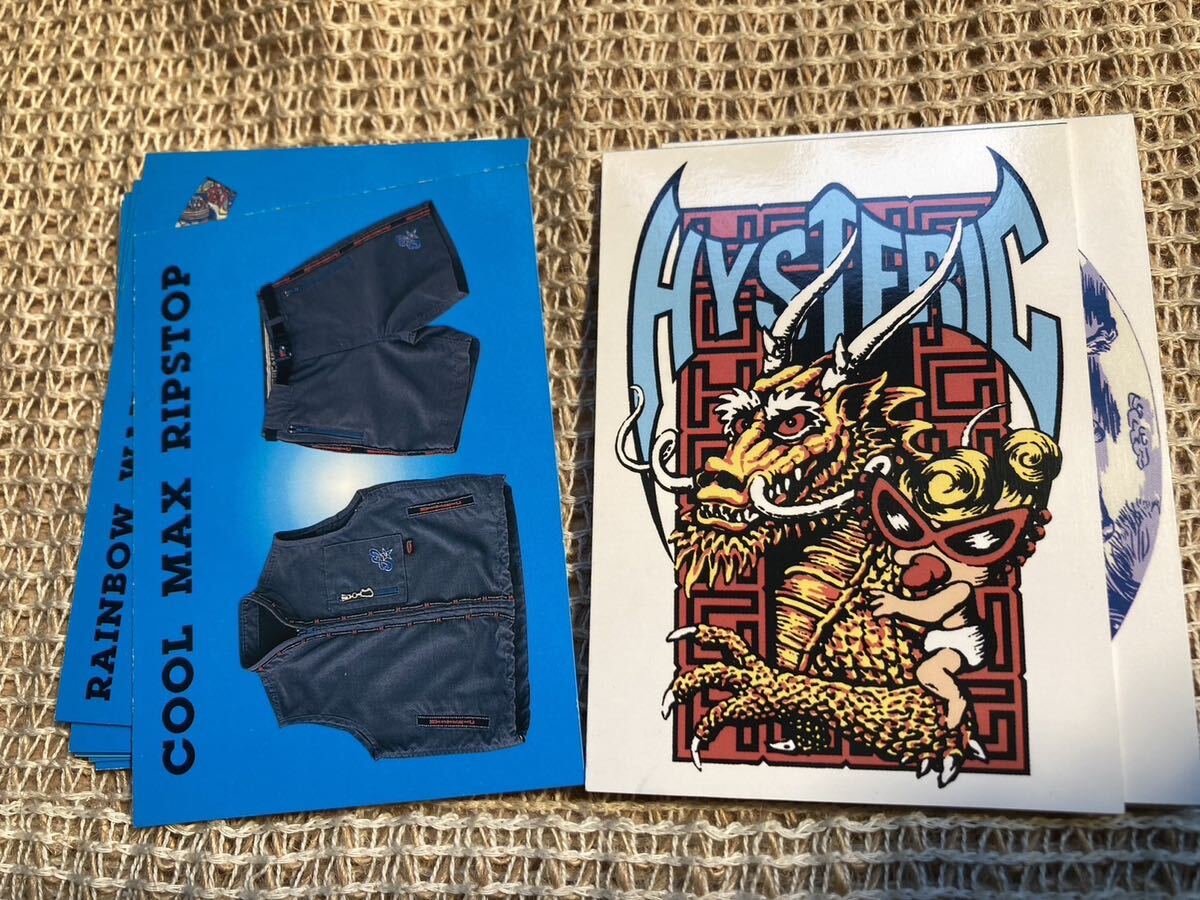 RAINBOW
COOL MAX RIPSTOP
HYSTERIC